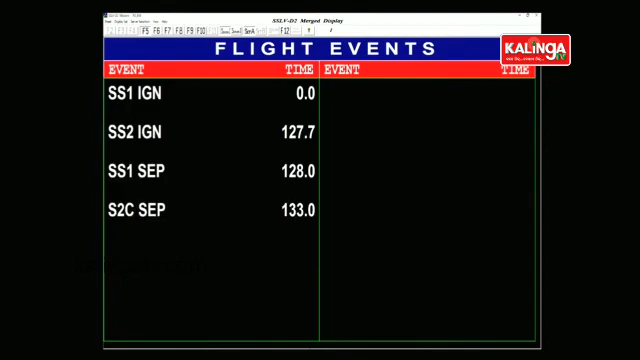 SSLV-D2 Merged Display
F5 F6 F7 F8 F9 F10
F12
FLIGHT EVENTS
KALiNGA
TV
EVENT TIME EVENT TIME
SS1 IGN 0.0
SS2 IGN 127.7
SS1 SEP 128.0
S2C SEP 133.0